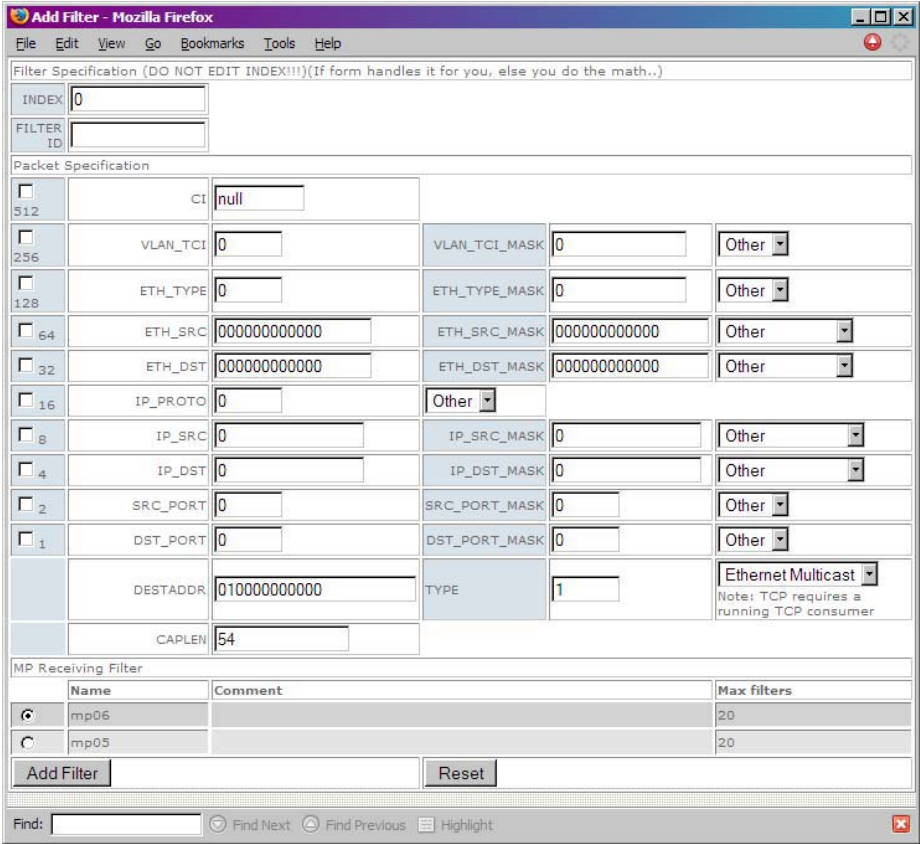 Add Filter - Mozilla Firefox
File Edit View Go Bookmarks Tools Help
Filter Specification (DO NOT EDIT INDEX!!!)(If form handles it for you, else you do the math..)
INDEX 0
FILTER ID
Packet Specification
512 CI null
256 VLAN_TCI 0 VLAN_TCI_MASK 0 Other
128 ETH_TYPE 0 ETH_TYPE_MASK 0 Other
64 ETH_SRC 000000000000 ETH_SRC_MASK 000000000000 Other
32 ETH_DST 000000000000 ETH_DST_MASK 000000000000 Other
16 IP_PROTO 0 Other
8 IP_SRC 0 IP_SRC_MASK 0 Other
4 IP_DST 0 IP_DST_MASK 0 Other
2 SRC_PORT 0 SRC_PORT_MASK 0 Other
1 DST_PORT 0 DST_PORT_MASK 0 Other
DESTADDR 010000000000 TYPE 1 Ethernet Multicast
Note: TCP requires a
running TCP consumer
CAPLEN 54
MP Receiving Filter
Name Comment Max filters
mp06 20
mp05 20
Add Filter Reset
Find: Find Next Find Previous Highlight